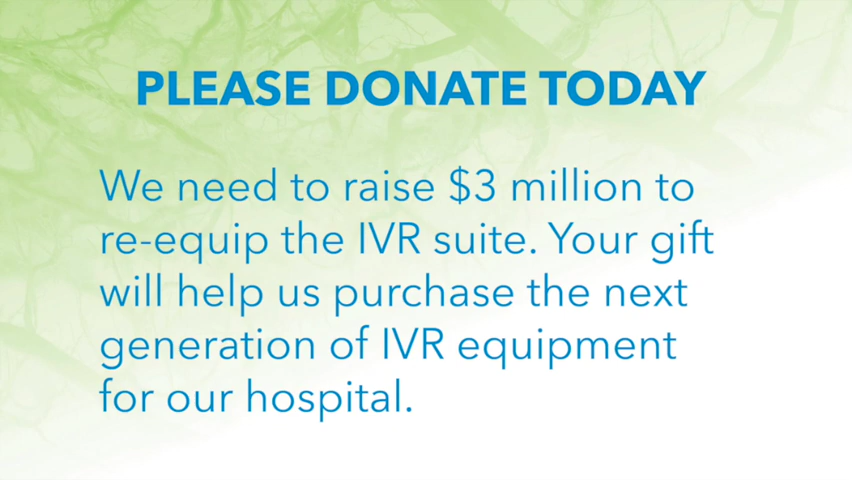 PLEASE DONATE TODAY
We need to raise $3 million to
re-equip the IVR suite. Your gift
will help us purchase the next
generation of IVR equipment
for our hospital.